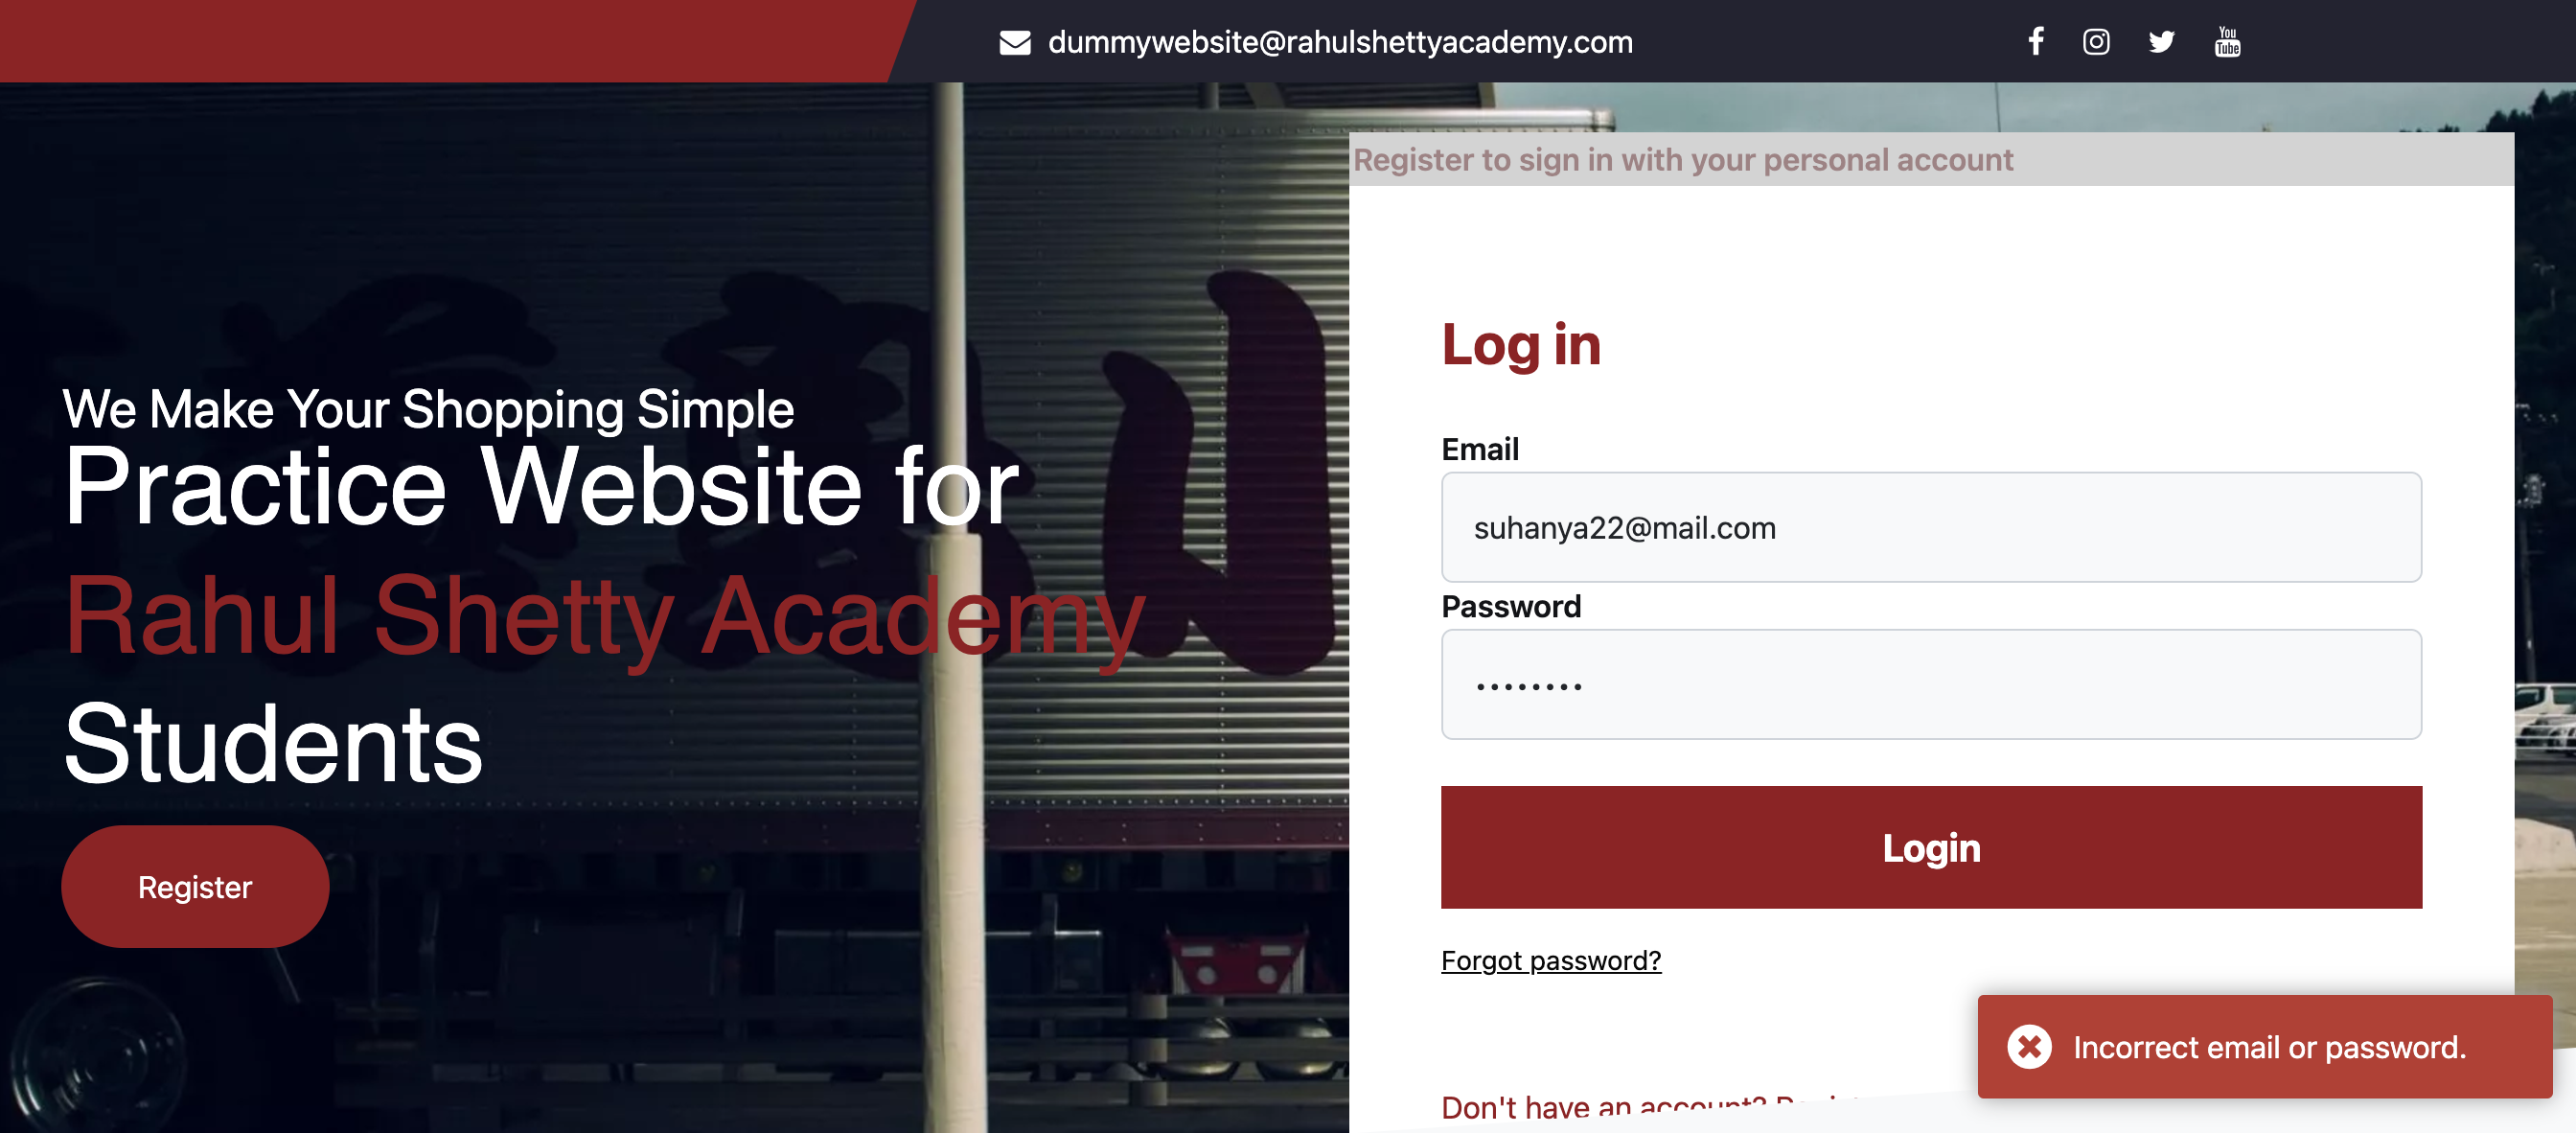 dummywebsite@rahulshettyacademy.com
You
Tube
Register to sign in with your personal account
We Make Your Shopping Simple
Practice Website for
Rahul Shetty Academy
Students
Register
Log in
Email
suhanya22@mail.com
Password
••••••••
Login
Forgot password?
Incorrect email or password.
Don't have an account?